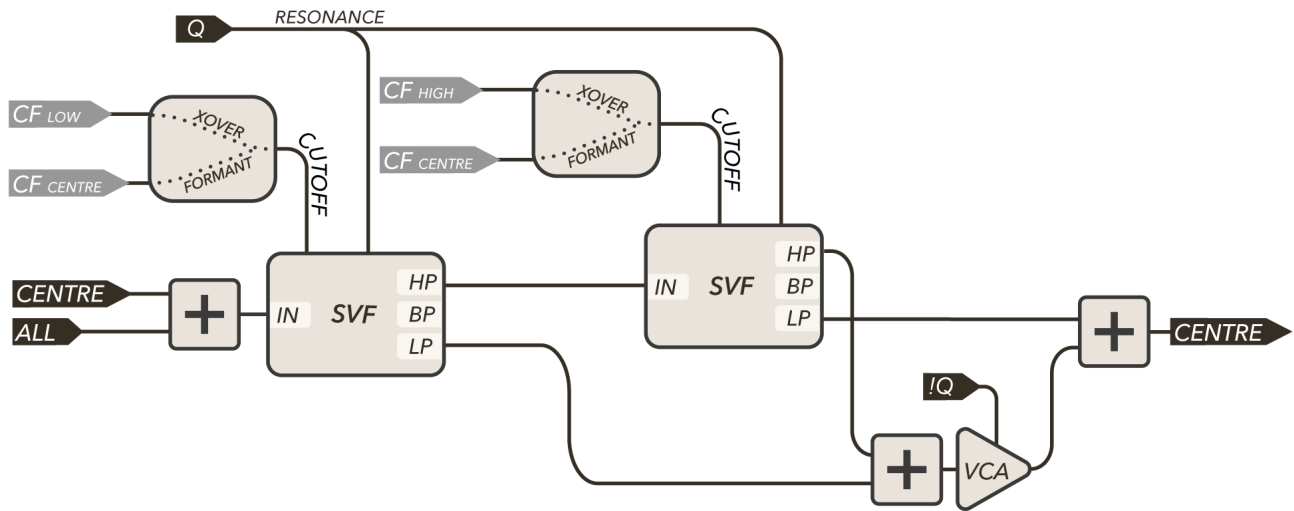 Q
RESONANCE
CF LOW
XOVER
FORMANT
CF CENTRE
CUTOFF
CF HIGH
XOVER
FORMANT
CF CENTRE
CUTOFF
CENTRE
ALL
+
IN
SVF
HP
BP
LP
IN
SVF
HP
BP
LP
+
CENTRE
!Q
+
VCA